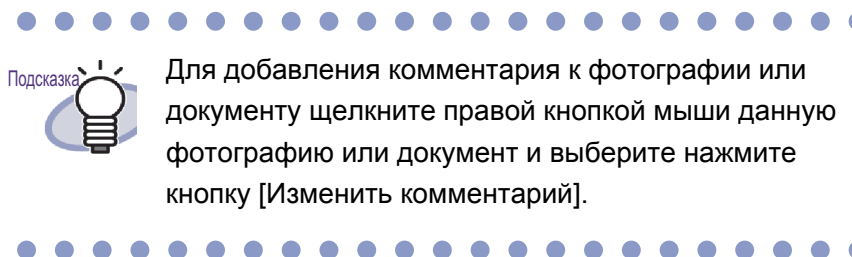 Подсказка
Для добавления комментария к фотографии или
документу щелкните правой кнопкой мыши данную
фотографию или документ и выберите нажмите
кнопку [Изменить комментарий].